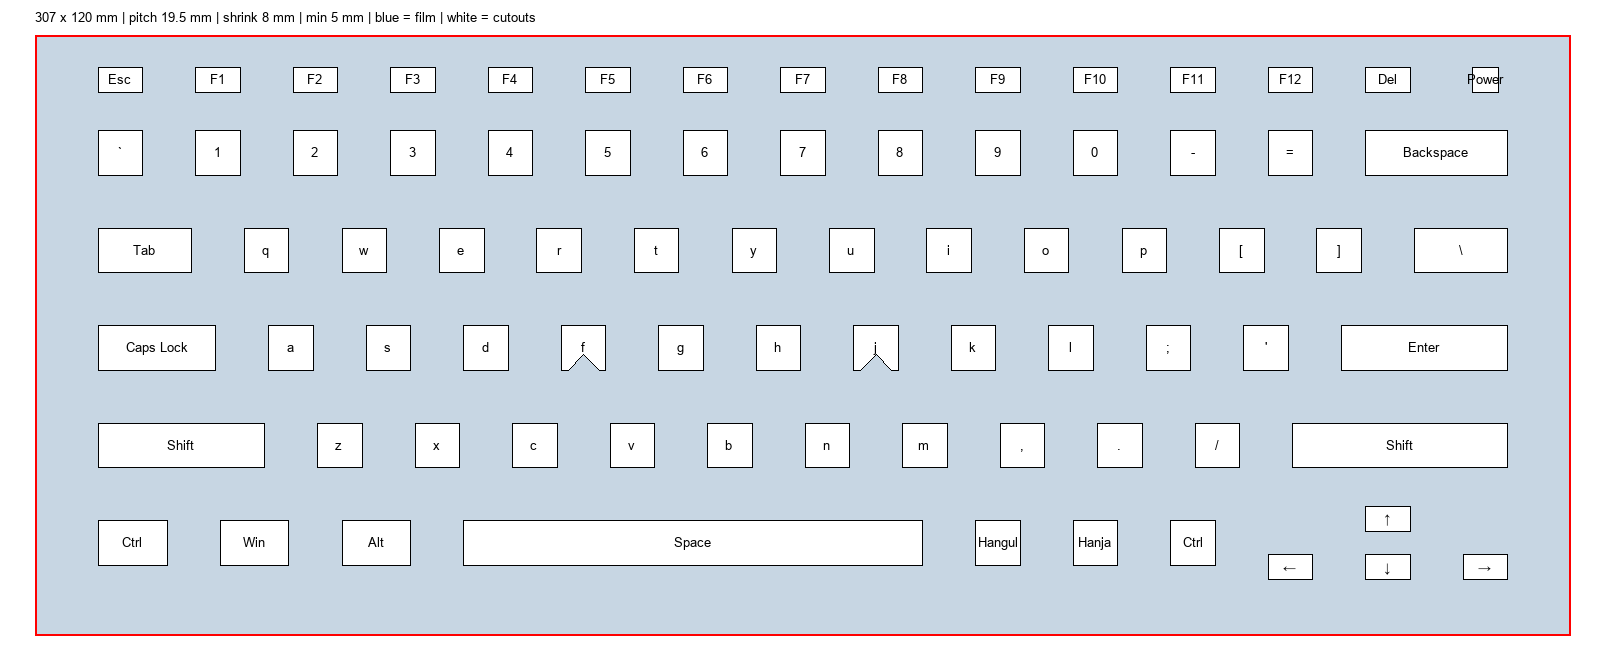 307 x 120 mm | pitch 19.5 mm | shrink 8 mm | min 5 mm | blue = film | white = cutouts
Esc F1 F2 F3 F4 F5 F6 F7 F8 F9 F10 F11 F12 Del Power
` 1 2 3 4 5 6 7 8 9 0 - = Backspace
Tab q w e r t y u i o p [ ] \
Caps Lock a s d f g h j k l ; ' Enter
Shift z x c v b n m , . / Shift
↑
Ctrl Win Alt Space Hangul Hanja Ctrl
← ↓ →